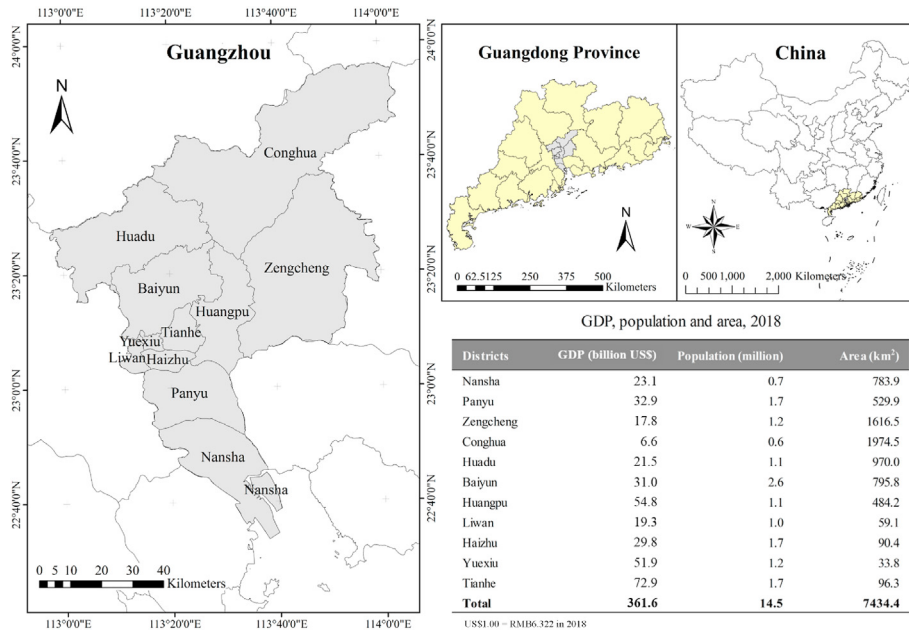 113°00'0"E 113°20'0"E 113°40'0"E 114°0'0"E
Guangzhou
N
24°0'0"N
23°40'0"N
23°20'0"N
23°0'0"N
22°40'0"N
Conghua
Huadu
Zengcheng
Baiyun
Huangpu
Tianhe
Yuexiu
Liwan Haizhu
Panyu
Nansha
Nansha
0 5 10 20 30 40
Kilometers
113°00'0"E 113°20'0"E 113°40'0"E 114°00'0"E
24°0'0"N
23°40'0"N
23°20'0"N
23°0'0"N
22°40'0"N
Guangdong Province
N
0 62.5125 250 375 500
Kilometers
China
N
W E
S
0 500 1,000 2,000 Kilometers
GDP, population and area, 2018
Districts GDP (billion US$) Population (million) Area (km²)
Nansha 23.1 0.7 783.9
Panyu 32.9 1.7 529.9
Zengcheng 17.8 1.2 1616.5
Conghua 6.6 0.6 1974.5
Huadu 21.5 1.1 970.0
Baiyun 31.0 2.6 795.8
Huangpu 54.8 1.1 484.2
Liwan 19.3 1.0 59.1
Haizhu 29.8 1.7 90.4
Yuexiu 51.9 1.2 33.8
Tianhe 72.9 1.7 96.3
Total 361.6 14.5 7434.4
US$1.00 = RMB6.322 in 2018